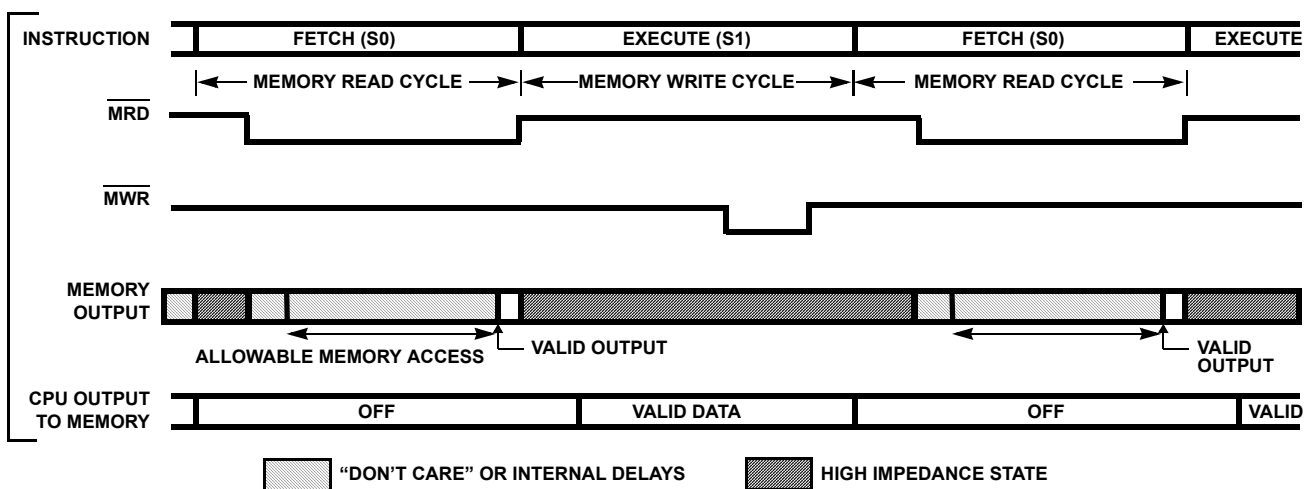 INSTRUCTION FETCH (S0) EXECUTE (S1) FETCH (S0) EXECUTE
MEMORY READ CYCLE MEMORY WRITE CYCLE MEMORY READ CYCLE
MRD
MWR
MEMORY
OUTPUT
ALLOWABLE MEMORY ACCESS
VALID OUTPUT
VALID
OUTPUT
CPU OUTPUT
TO MEMORY
OFF VALID DATA OFF VALID
“DON'T CARE” OR INTERNAL DELAYS HIGH IMPEDANCE STATE